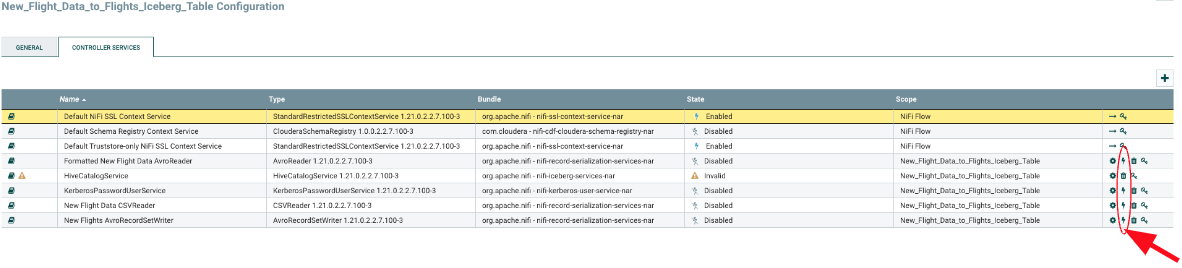 New_Flight_Data_to_Flights_Iceberg_Table Configuration
GENERAL CONTROLLER SERVICES
Name Type Bundle State Scope
Default NiFi SSL Context Service StandardRestrictedSSLContextService 1.21.0.2.2.7.100-3 org.apache.nifi - nifi-ssl-context-service-nar Enabled NiFi Flow
Default Schema Registry Context Service ClouderaSchemaRegistry 1.0.0.2.2.7.100-3 com.cloudera - nifi-cdf-cloudera-schema-registry-nar Disabled NiFi Flow
Default Truststore-only NiFi SSL Context Service StandardRestrictedSSLContextService 1.21.0.2.2.7.100-3 org.apache.nifi - nifi-ssl-context-service-nar Enabled NiFi Flow
Formatted New Flight Data AvroReader AvroReader 1.21.0.2.2.7.100-3 org.apache.nifi - nifi-record-serialization-services-nar Disabled New_Flight_Data_to_Flights_Iceberg_Table
HiveCatalogService HiveCatalogService 1.21.0.2.2.7.100-3 org.apache.nifi - nifi-iceberg-services-nar Invalid New_Flight_Data_to_Flights_Iceberg_Table
KerberosPasswordUserService KerberosPasswordUserService 1.21.0.2.2.7.100-3 org.apache.nifi - nifi-kerberos-user-service-nar Disabled New_Flight_Data_to_Flights_Iceberg_Table
New Flight Data CSVReader CSVReader 1.21.0.2.2.7.100-3 org.apache.nifi - nifi-record-serialization-services-nar Disabled New_Flight_Data_to_Flights_Iceberg_Table
New Flights AvroRecordSetWriter AvroRecordSetWriter 1.21.0.2.2.7.100-3 org.apache.nifi - nifi-record-serialization-services-nar Disabled New_Flight_Data_to_Flights_Iceberg_Table